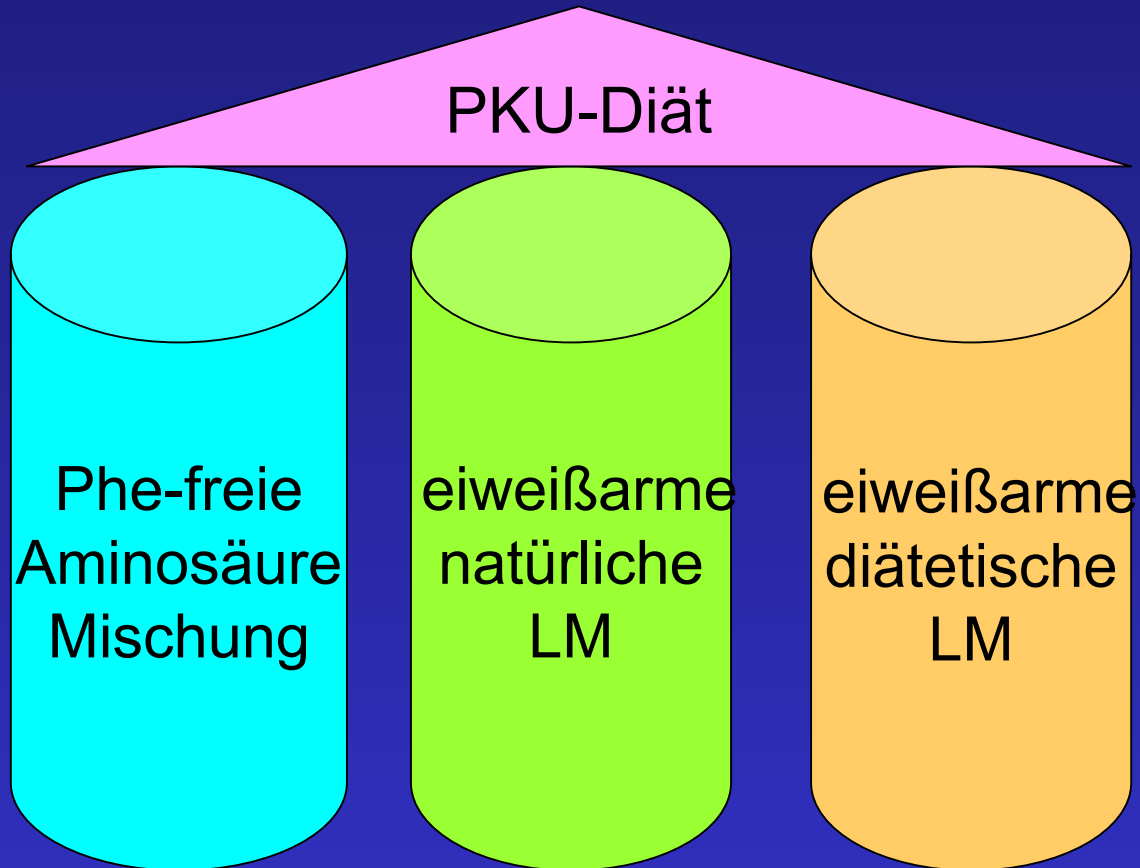 PKU-Diät
Phe-freie
Aminosäure
Mischung
eiweißarme
natürliche
LM
eiweißarme
diätetische
LM